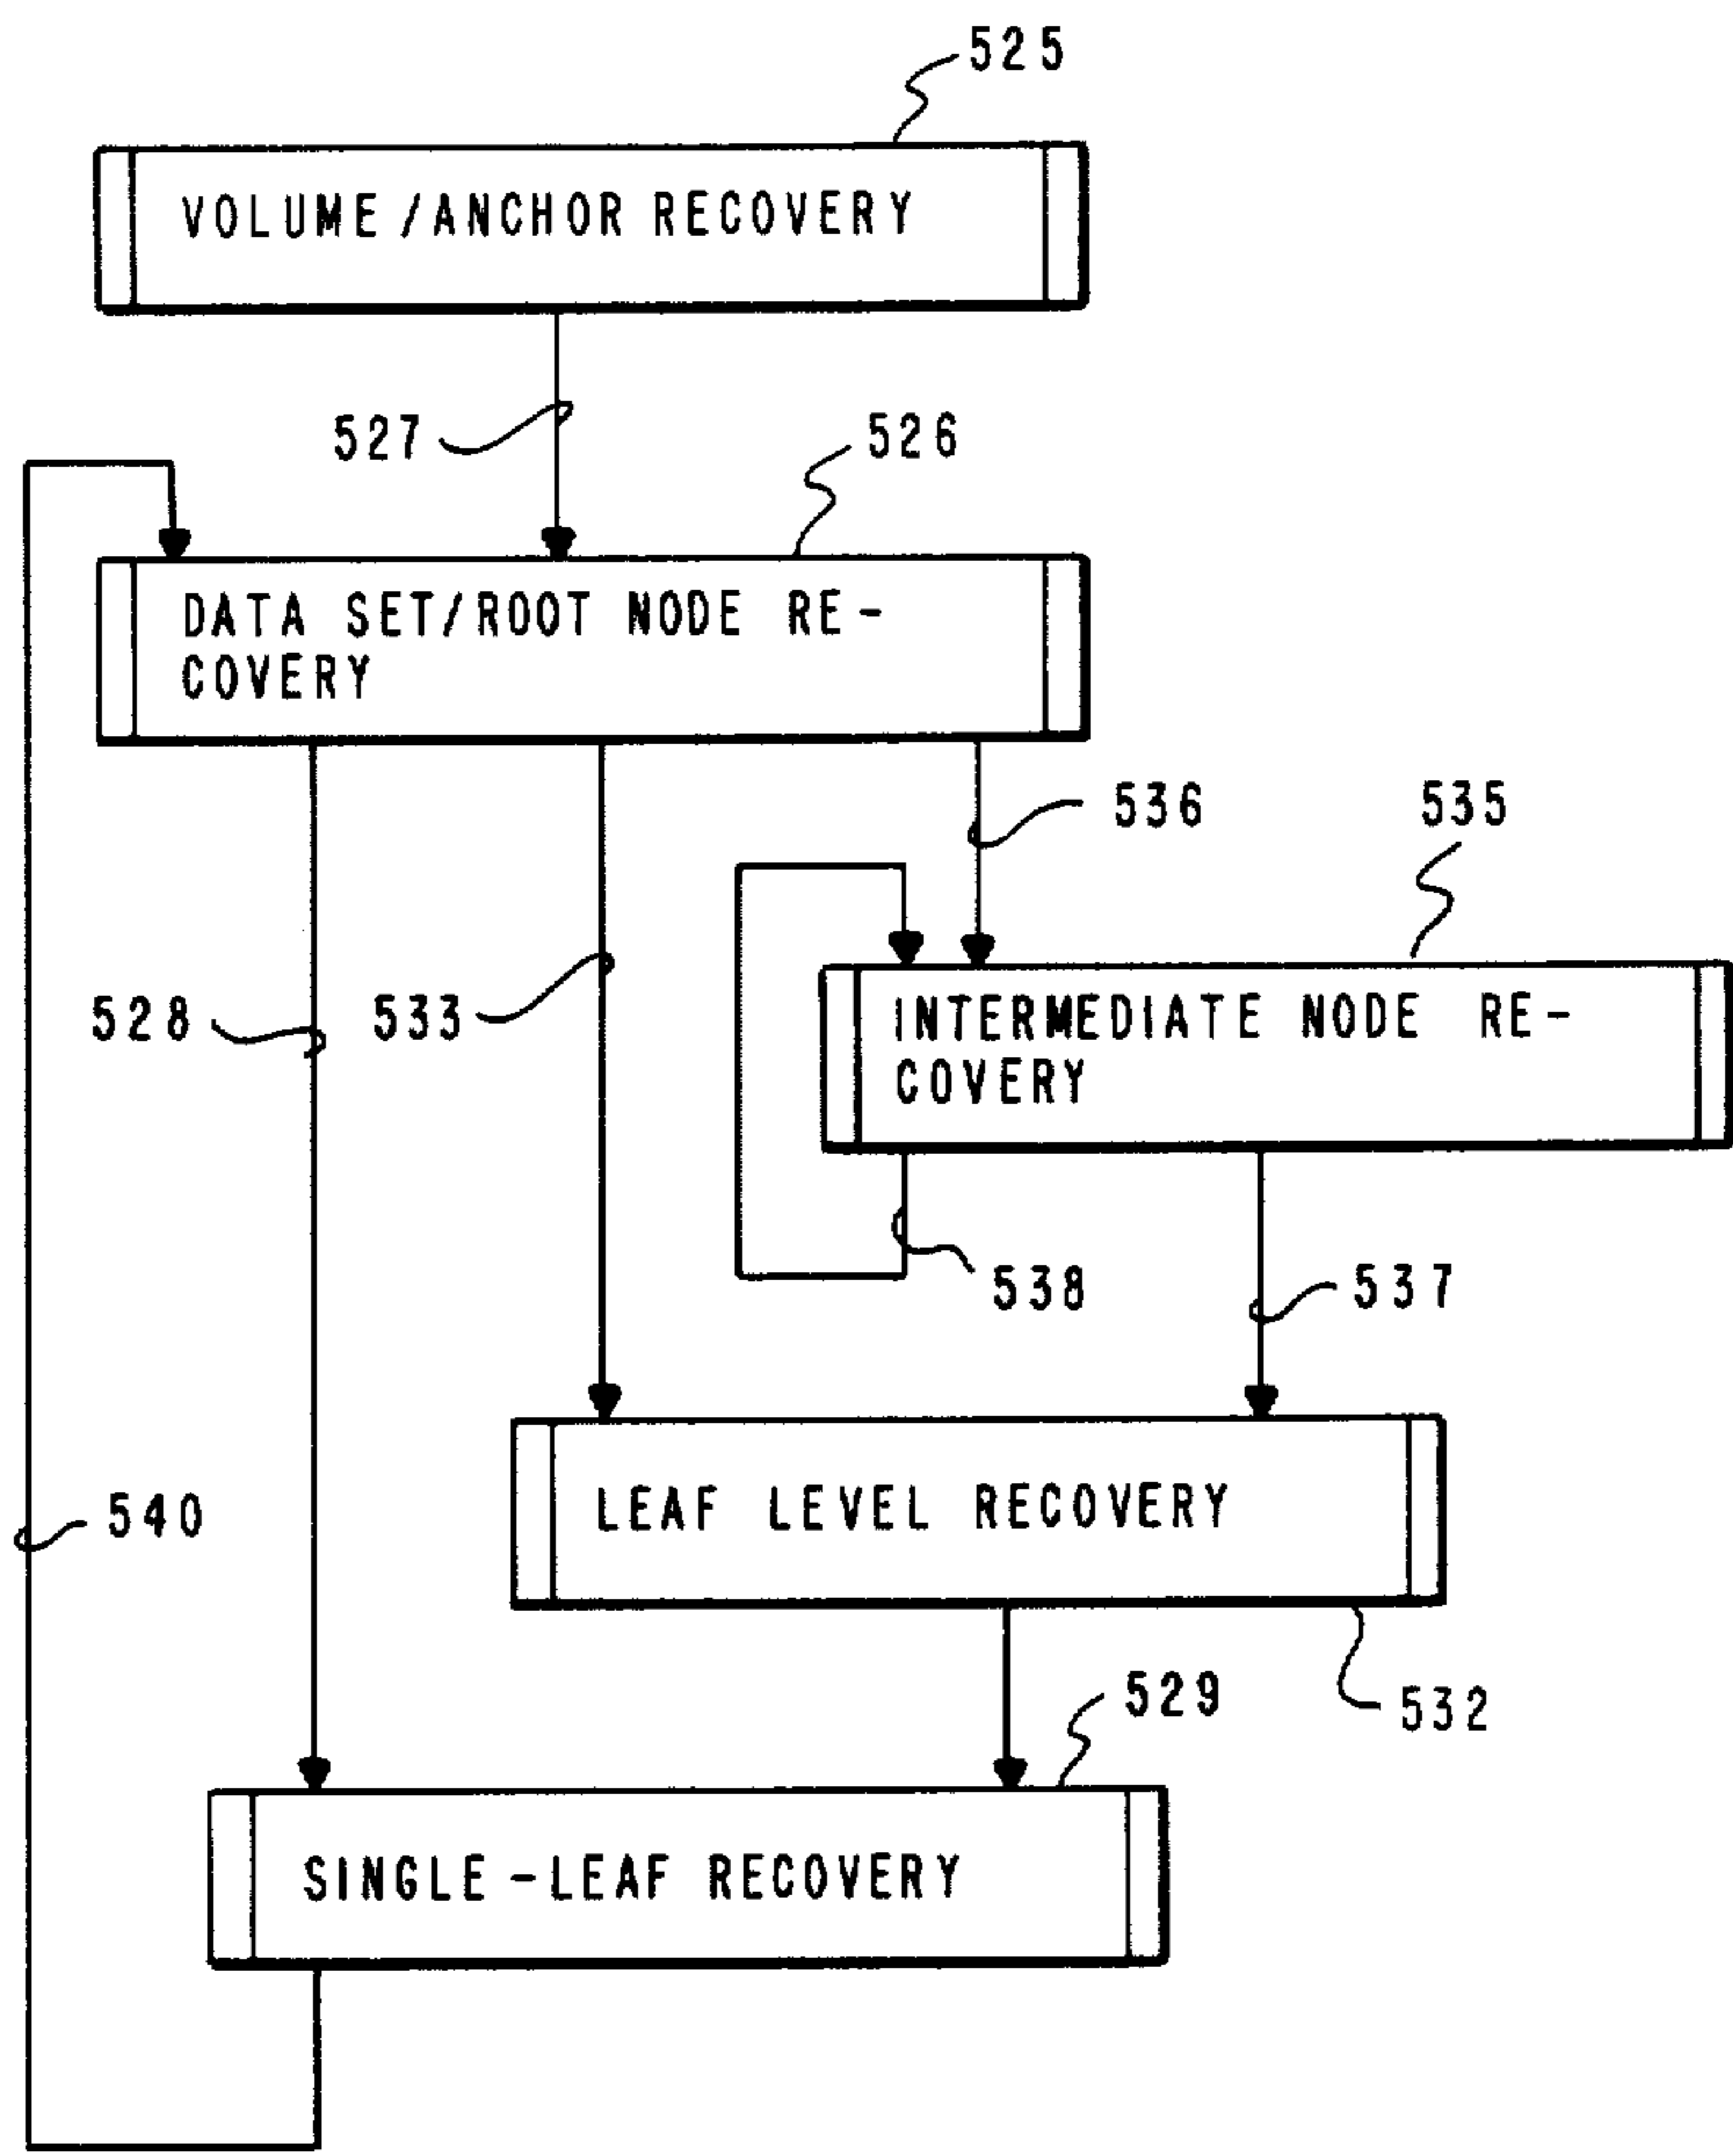 525
VOLUME/ANCHOR RECOVERY
527
526
DATA SET/ROOT NODE RE-
COVERY
536
535
528
533
INTERMEDIATE NODE RE-
COVERY
538
537
LEAF LEVEL RECOVERY
540
529
532
SINGLE-LEAF RECOVERY